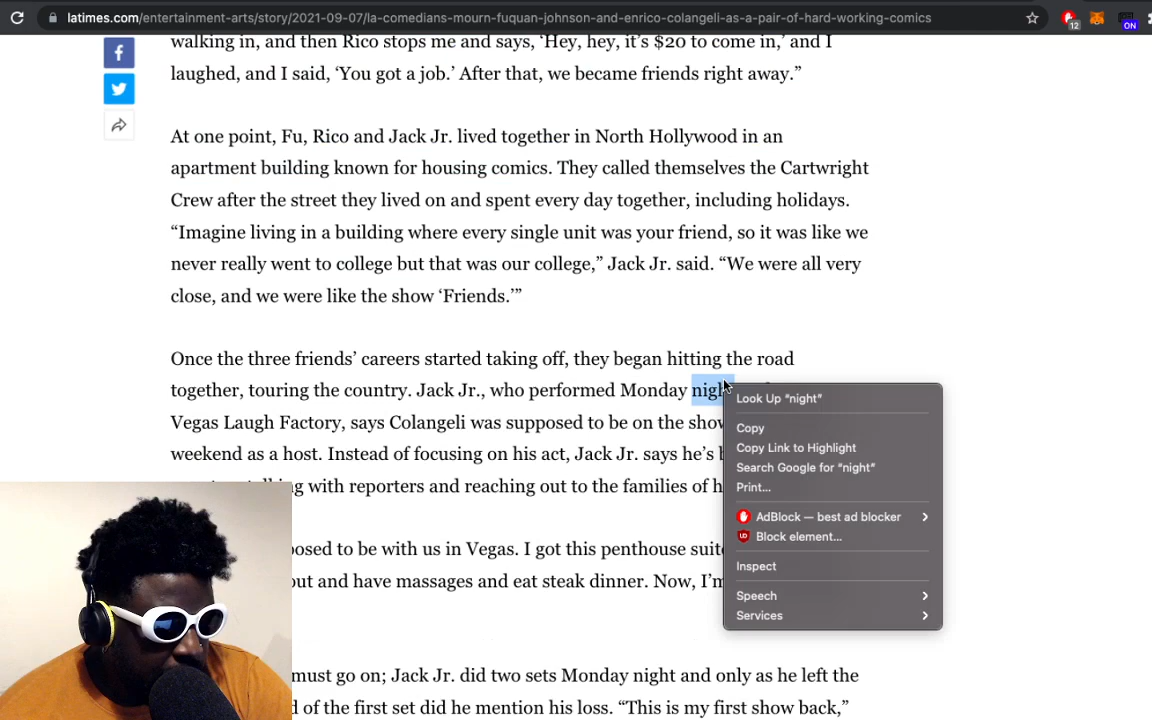 latimes.com/entertainment-arts/story/2021-09-07/la-comedians-mourn-fuquan-johnson-and-enrico-colangeli-as-a-pair-of-hard-working-comics
12
ON
walking in, and then Rico stops me and says, ‘Hey, hey, it’s $20 to come in,’ and I
laughed, and I said, ‘You got a job.’ After that, we became friends right away.”
At one point, Fu, Rico and Jack Jr. lived together in North Hollywood in an
apartment building known for housing comics. They called themselves the Cartwright
Crew after the street they lived on and spent every day together, including holidays.
“Imagine living in a building where every single unit was your friend, so it was like we
never really went to college but that was our college,” Jack Jr. said. “We were all very
close, and we were like the show ‘Friends.’”
Once the three friends’ careers started taking off, they began hitting the road
together, touring the country. Jack Jr., who performed Monday night
Vegas Laugh Factory, says Colangeli was supposed to be on the show
weekend as a host. Instead of focusing on his act, Jack Jr. says he’s
with reporters and reaching out to the families of
to be with us in Vegas. I got this penthouse suite
and have massages and eat steak dinner. Now, I’m
must go on; Jack Jr. did two sets Monday night and only as he left the
of the first set did he mention his loss. “This is my first show back,”
Look Up “night”
Copy
Copy Link to Highlight
Search Google for “night”
Print...
AdBlock — best ad blocker
Block element...
Inspect
Speech
Services